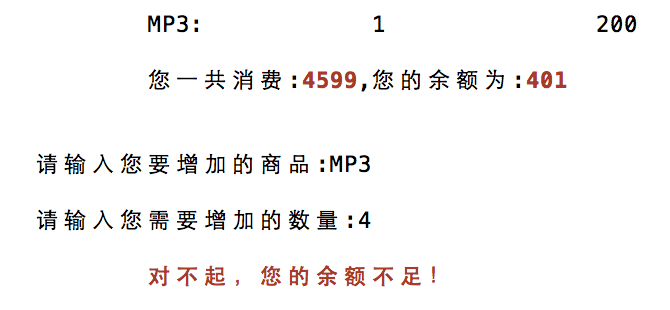 MP3: 1 200
您一共消费:4599,您的余额为:401
请输入您要增加的商品:MP3
请输入您需要增加的数量:4
对不起，您的余额不足!